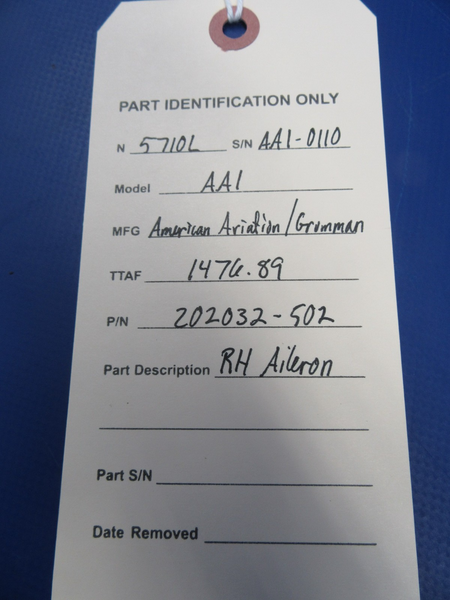 PART IDENTIFICATION ONLY
N 5710L S/N AA1-0110
Model AA1
MFG American Aviation/Grumman
TTAF 1476.89
P/N 202032-502
Part Description RH Aileron
Part S/N
Date Removed